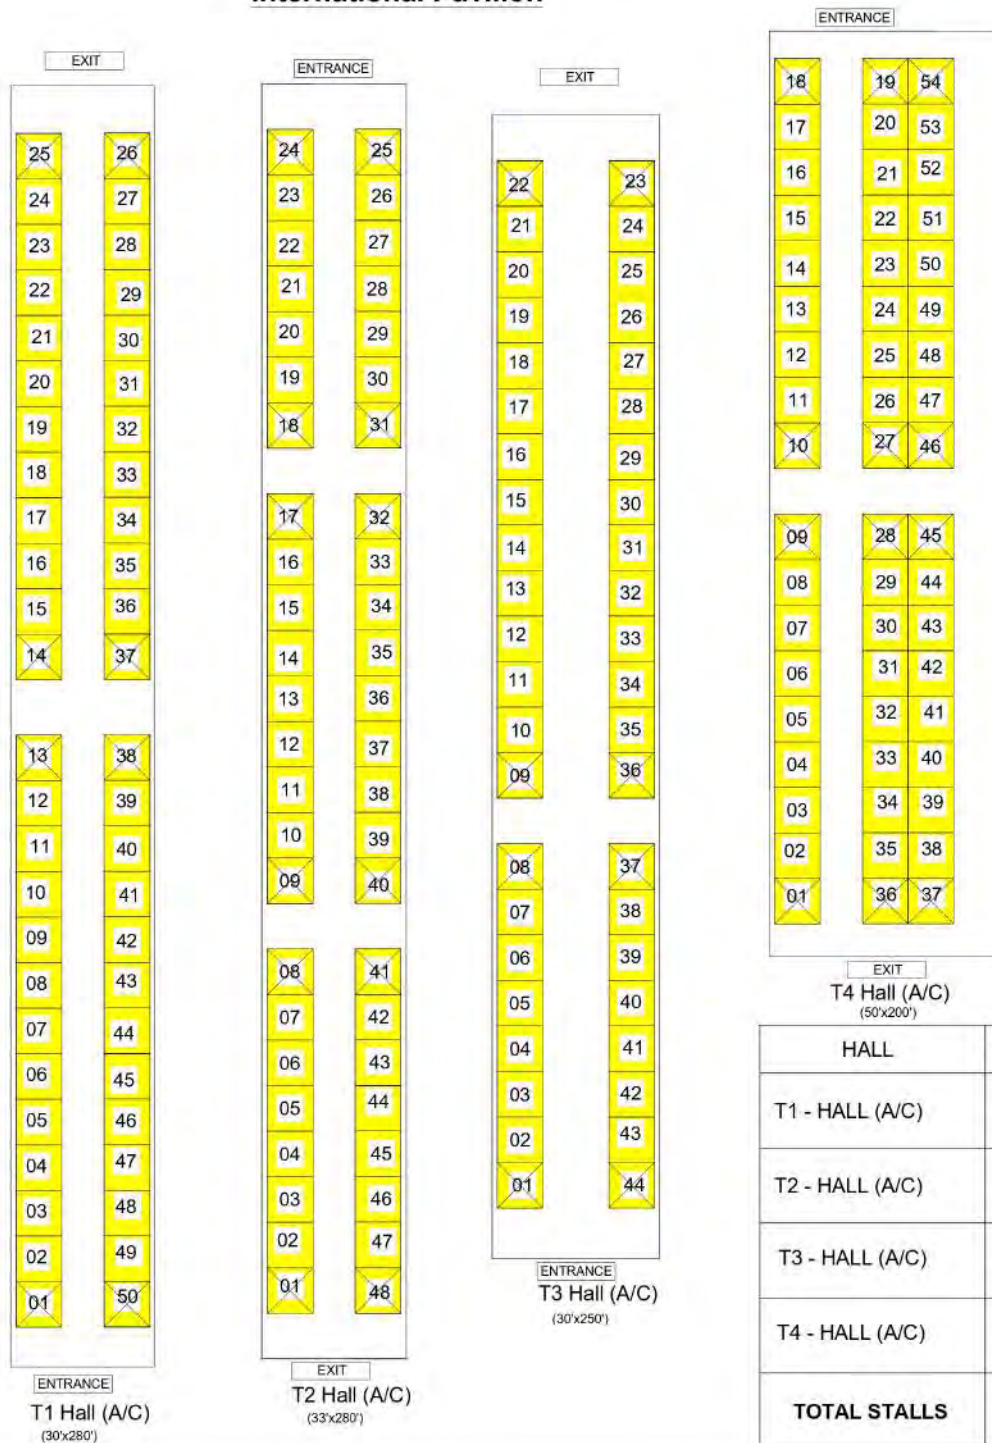 International Pavilion
EXIT
25 26
24 27
23 28
22 29
21 30
20 31
19 32
18 33
17 34
16 35
15 36
14 37
13 38
12 39
11 40
10 41
09 42
08 43
07 44
06 45
05 46
04 47
03 48
02 49
01 50
ENTRANCE
T1 Hall (A/C)
(30'x280')
ENTRANCE
24 25
23 26
22 27
21 28
20 29
19 30
18 31
17 32
16 33
15 34
14 35
13 36
12 37
11 38
10 39
09 40
08 41
07 42
06 43
05 44
04 45
03 46
02 47
01 48
EXIT
T2 Hall (A/C)
(33'x280')
EXIT
22 23
21 24
20 25
19 26
18 27
17 28
16 29
15 30
14 31
13 32
12 33
11 34
10 35
09 36
08 37
07 38
06 39
05 40
04 41
03 42
02 43
01 44
ENTRANCE
T3 Hall (A/C)
(30'x250')
ENTRANCE
18 19 54
17 20 53
16 21 52
15 22 51
14 23 50
13 24 49
12 25 48
11 26 47
10 27 46
09 28 45
08 29 44
07 30 43
06 31 42
05 32 41
04 33 40
03 34 39
02 35 38
01 36 37
EXIT
T4 Hall (A/C)
(50'x200')
HALL
T1 - HALL (A/C)
T2 - HALL (A/C)
T3 - HALL (A/C)
T4 - HALL (A/C)
TOTAL STALLS